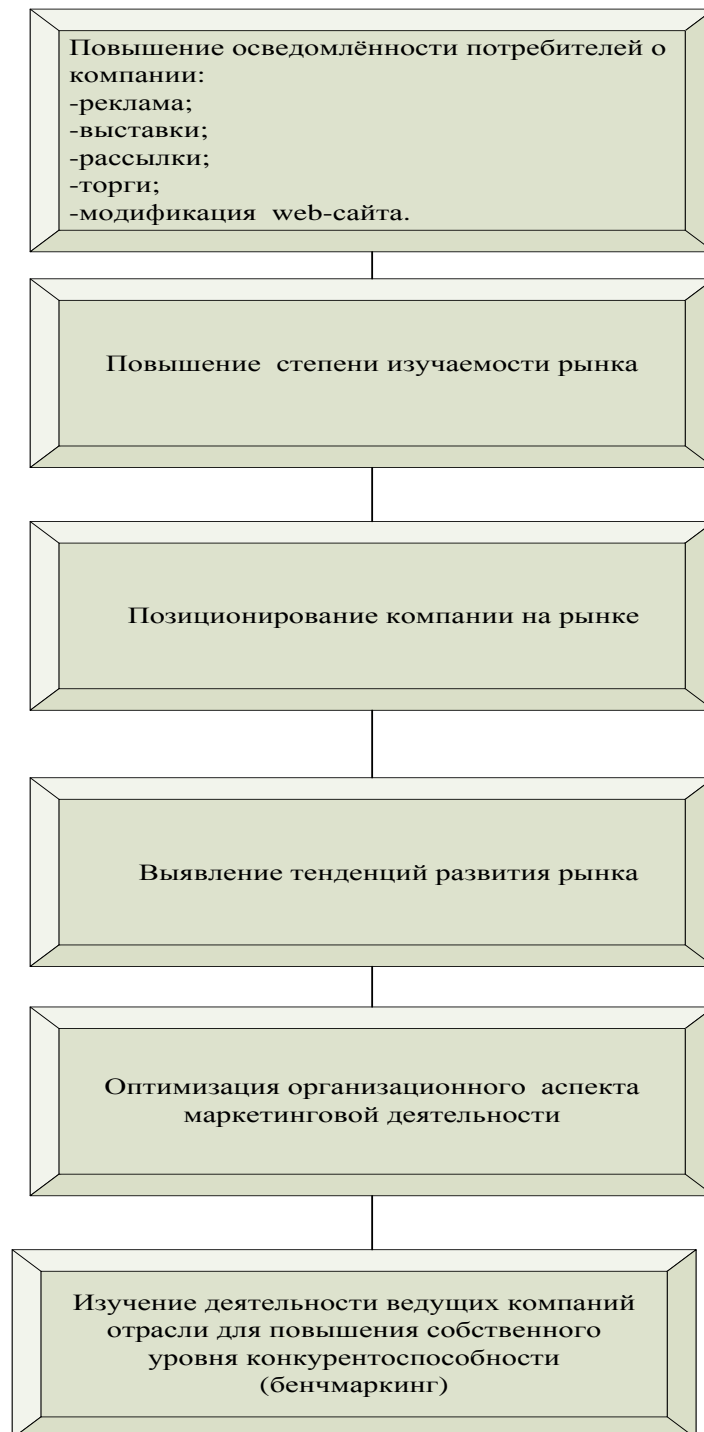 Повышение осведомлённости потребителей о
компании:
-реклама;
-выставки;
-рассылки;
-торги;
-модификация web-сайта.
Повышение степени изучаемости рынка
Позиционирование компании на рынке
Выявление тенденций развития рынка
Оптимизация организационного аспекта
маркетинговой деятельности
Изучение деятельности ведущих компаний
отрасли для повышения собственного
уровня конкурентоспособности
(бенчмаркинг)